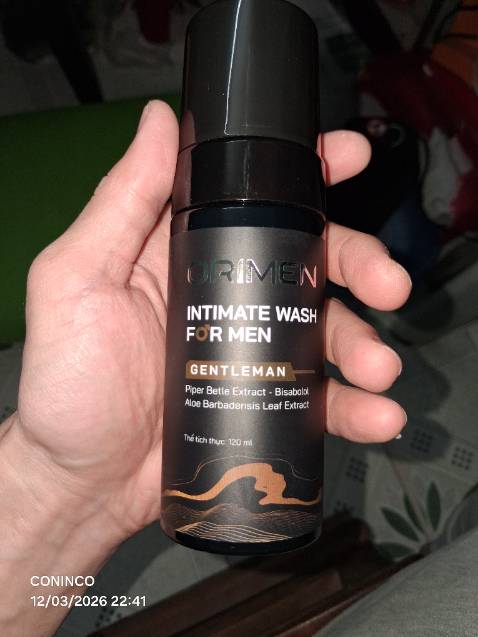 ORIMEN
INTIMATE WASH
FOR MEN
GENTLEMAN
Piper Betle Extract - Bisabolol
Aloe Barbadensis Leaf Extract
Thể tích thực: 120 ml
CONINCO
12/03/2026 22:41